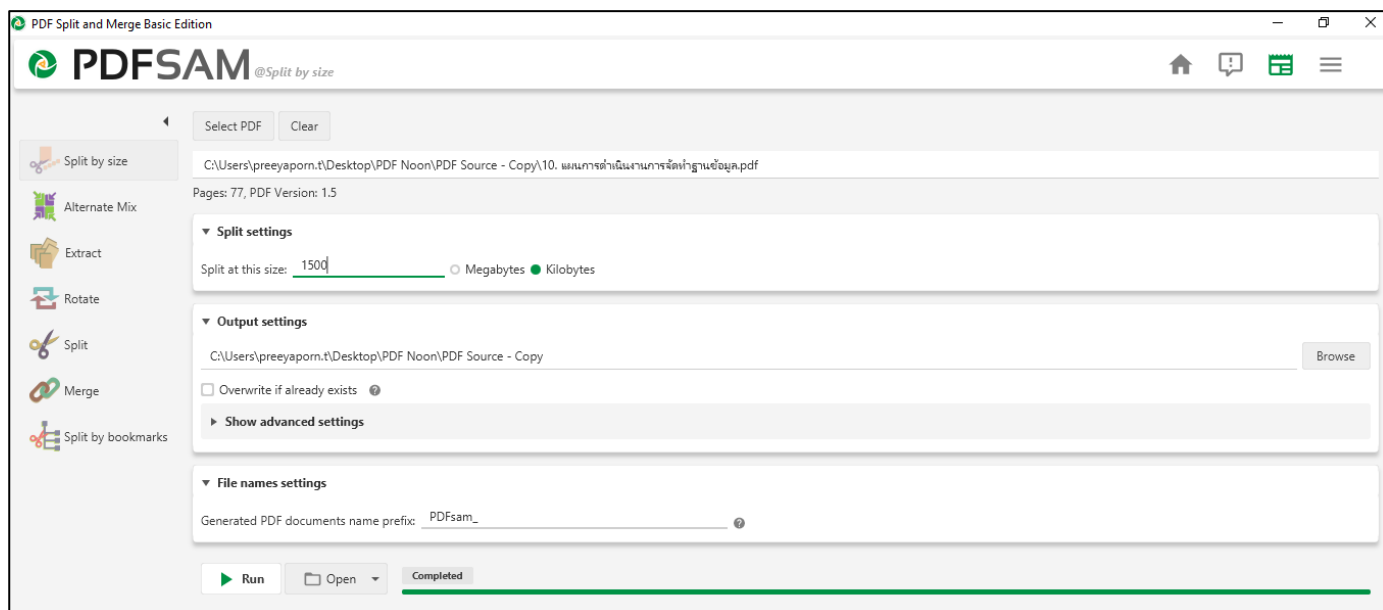 PDF Split and Merge Basic Edition
PDFSAM @Split by size
Select PDF Clear
Split by size
Alternate Mix
Extract
Rotate
Split
Merge
Split by bookmarks
C:\Users\preeyaporn.t\Desktop\PDF Noon\PDF Source - Copy\10. แผนการดำเนินงานการจัดทำฐานข้อมูล.pdf
Pages: 77, PDF Version: 1.5
Split settings
Split at this size: 1500 Megabytes Kilobytes
Output settings
C:\Users\preeyaporn.t\Desktop\PDF Noon\PDF Source - Copy Browse
Overwrite if already exists
Show advanced settings
File names settings
Generated PDF documents name prefix: PDFsam_
Run Open Completed